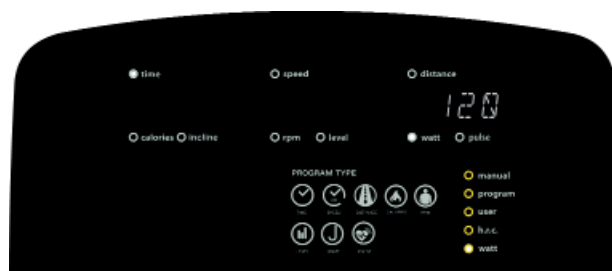 time speed distance
120
calories incline rpm level watt pulse
PROGRAM TYPE
manual
program
user
h.r.c.
watt